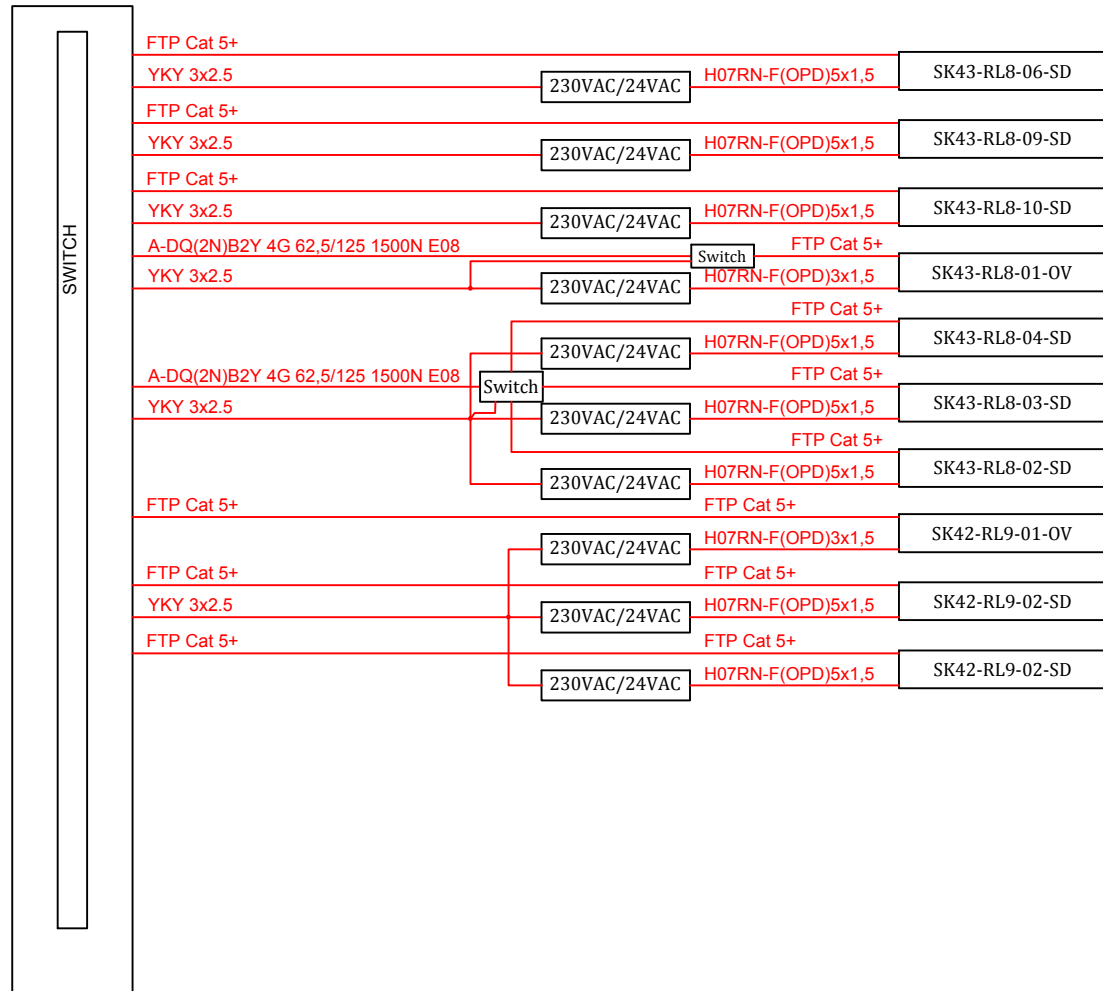 SWITCH
FTP Cat 5+
YKY 3x2.5
230VAC/24VAC
H07RN-F(OPD)5x1,5
SK43-RL8-06-SD
FTP Cat 5+
YKY 3x2.5
230VAC/24VAC
H07RN-F(OPD)5x1,5
SK43-RL8-09-SD
FTP Cat 5+
YKY 3x2.5
230VAC/24VAC
H07RN-F(OPD)5x1,5
SK43-RL8-10-SD
A-DQ(2N)B2Y 4G 62,5/125 1500N E08
Switch
FTP Cat 5+
YKY 3x2.5
230VAC/24VAC
H07RN-F(OPD)3x1,5
SK43-RL8-01-OV
FTP Cat 5+
230VAC/24VAC
H07RN-F(OPD)5x1,5
SK43-RL8-04-SD
A-DQ(2N)B2Y 4G 62,5/125 1500N E08
Switch
FTP Cat 5+
YKY 3x2.5
230VAC/24VAC
H07RN-F(OPD)5x1,5
SK43-RL8-03-SD
FTP Cat 5+
230VAC/24VAC
H07RN-F(OPD)5x1,5
SK43-RL8-02-SD
FTP Cat 5+
FTP Cat 5+
230VAC/24VAC
H07RN-F(OPD)3x1,5
SK42-RL9-01-OV
FTP Cat 5+
FTP Cat 5+
YKY 3x2.5
230VAC/24VAC
H07RN-F(OPD)5x1,5
SK42-RL9-02-SD
FTP Cat 5+
FTP Cat 5+
230VAC/24VAC
H07RN-F(OPD)5x1,5
SK42-RL9-02-SD